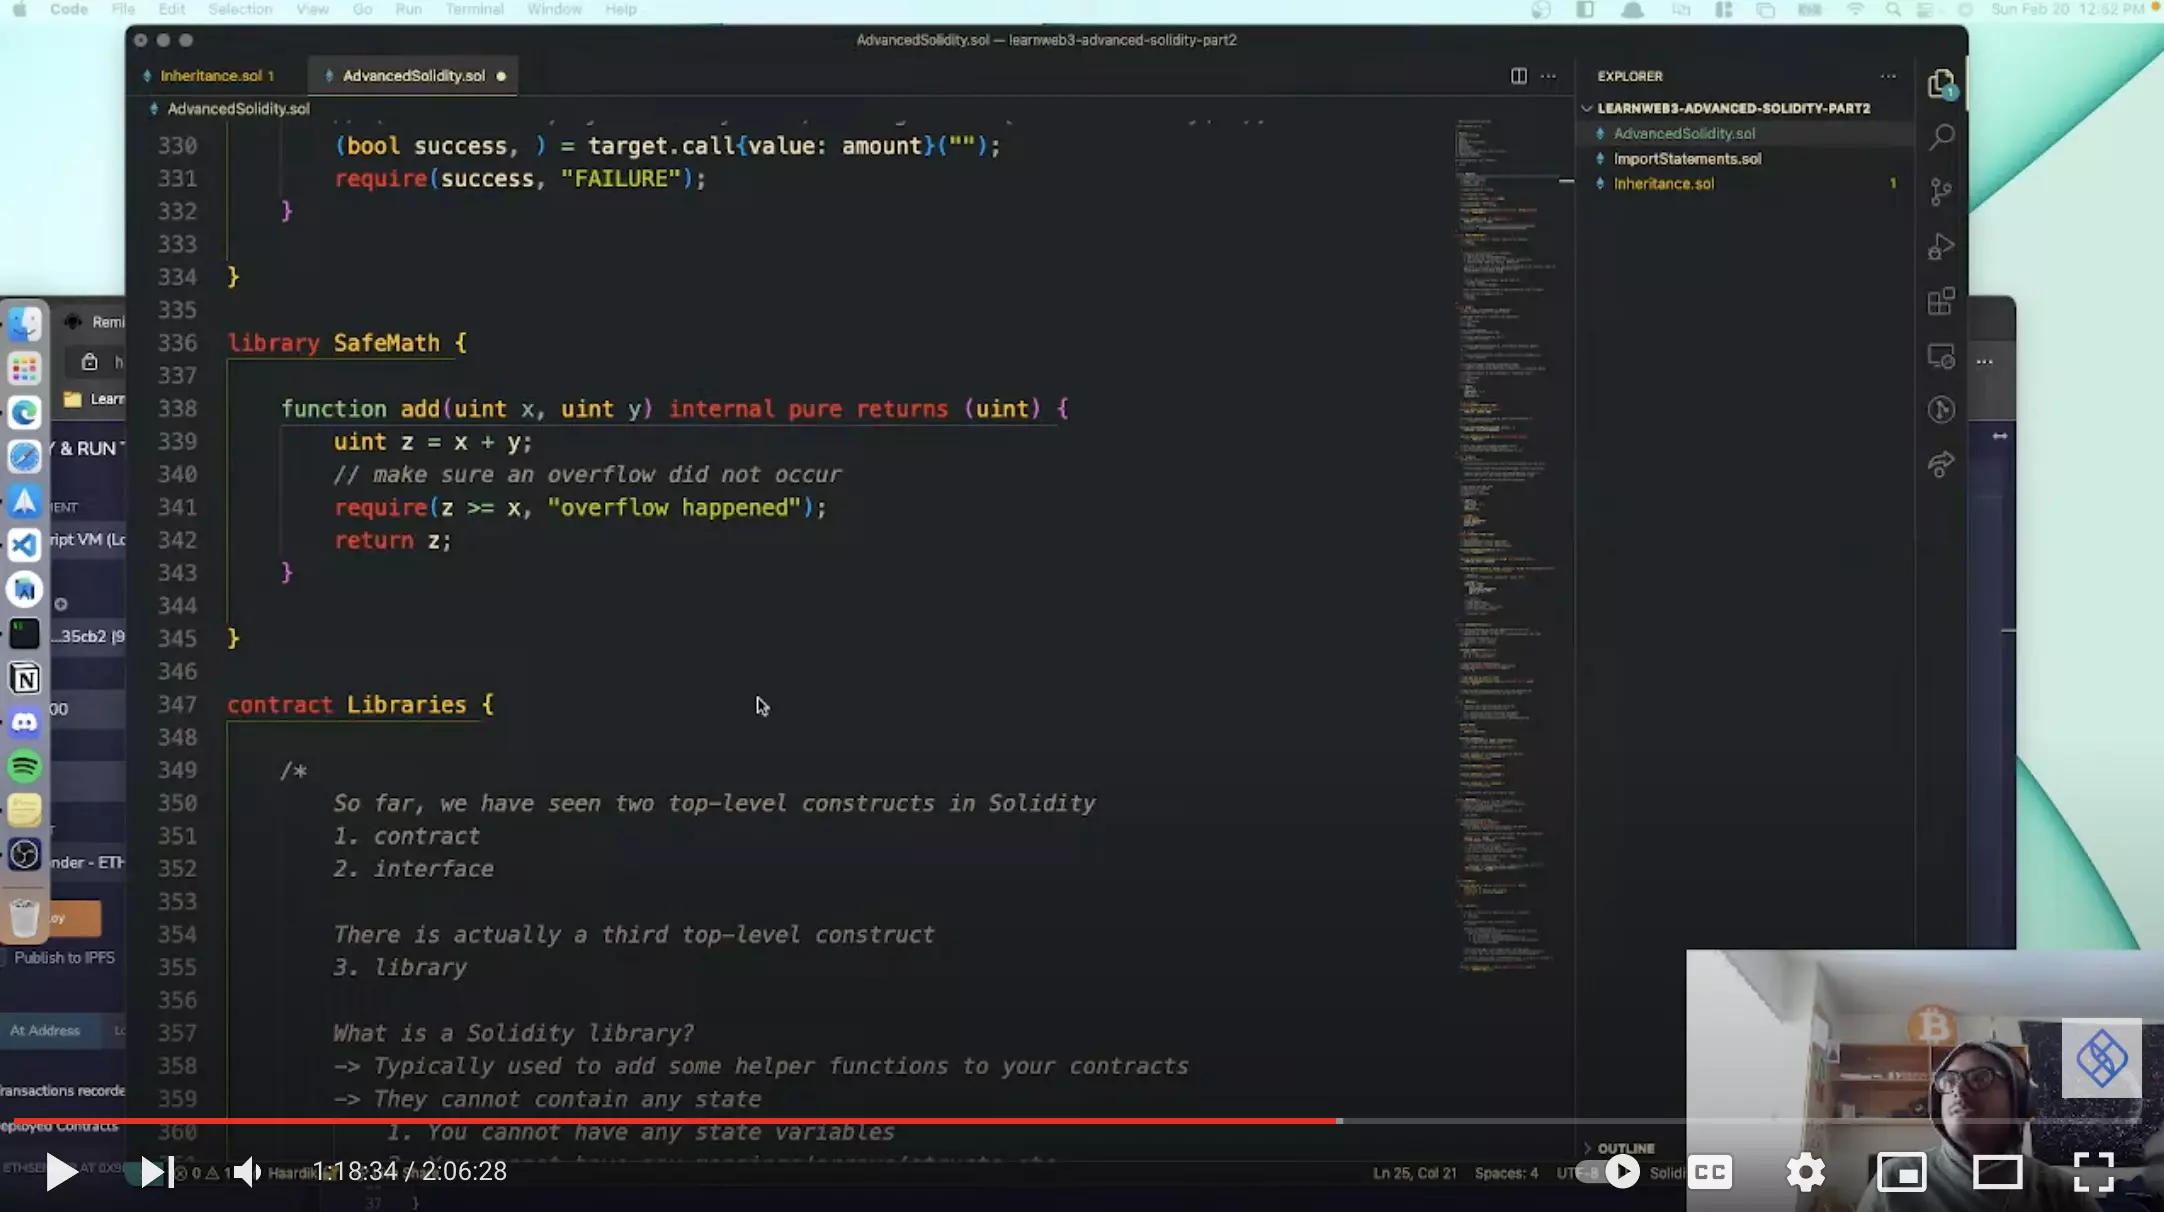 Code File Edit Selection View Go Run Terminal Window Help
Sun Feb 20 12:52 PM
AdvancedSolidity.sol — learnweb3-advanced-solidity-part2
Inheritance.sol 1
AdvancedSolidity.sol
AdvancedSolidity.sol
330 (bool success, ) = target.call{value: amount}("");
331 require(success, "FAILURE");
332 }
333
334 }
335
336 library SafeMath {
337
338 function add(uint x, uint y) internal pure returns (uint) {
339 uint z = x + y;
340 // make sure an overflow did not occur
341 require(z >= x, "overflow happened");
342 return z;
343 }
344
345 }
346
347 contract Libraries {
348
349 /*
350 So far, we have seen two top-level constructs in Solidity
351 1. contract
352 2. interface
353
354 There is actually a third top-level construct
355 3. library
356
357 What is a Solidity library?
358 -> Typically used to add some helper functions to your contracts
359 -> They cannot contain any state
360 1. You cannot have any state variables
EXPLORER
LEARNWEB3-ADVANCED-SOLIDITY-PART2
AdvancedSolidity.sol
ImportStatements.sol
Inheritance.sol 1
1
OUTLINE
Remi
h
Learn
Y & RUN T
ENT
ript VM (Lo
...35cb2 (9
00
nder - ETH
oy
Publish to IPFS
At Address
Lo
ransactions recorde
eployed Contracts
0 1 Haardik
1:18:34 / 2:06:28
Ln 25, Col 21 Spaces: 4 UTF-8 Solidi
CC
37 }